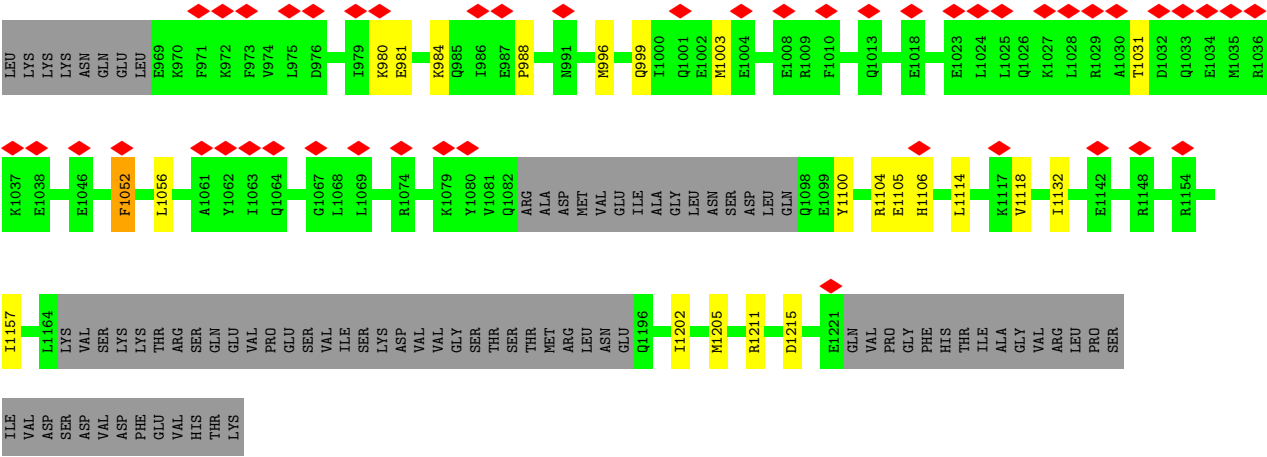 LEU LYS LYS LYS ASN GLN GLU LEU E969 K970 F971 K972 F973 V974 L975 D976 I979 K980 E981 K984 Q985 I986 E987 P988 N991 M996 Q999 I1000 Q1001 E1002 M1003 E1004 E1008 R1009 F1010 Q1013 E1018 E1023 L1024 L1025 Q1026 K1027 L1028 R1029 A1030 T1031 D1032 Q1033 E1034 M1035 R1036
K1037 E1038 E1046 F1052 L1056 A1061 Y1062 I1063 Q1064 G1067 L1068 L1069 R1074 K1079 Y1080 V1081 Q1082 ARG ALA ASP MET VAL GLU ILE ALA GLY LEU ASN SER ASP LEU GLN Q1098 E1099 Y1100 R1104 E1105 H1106 L1114 K1117 V1118 I1132 E1142 R1148 R1154
I1157 L1164 LYS VAL SER LYS LYS THR ARG SER GLN GLU VAL PRO GLU SER VAL ILE SER LYS ASP VAL VAL GLY SER THR SER THR MET ARG LEU ASN GLU Q1196 I1202 M1205 R1211 D1215 E1221 GLN VAL PRO GLY PHE HIS THR ILE ALA GLY VAL ARG LEU PRO SER
ILE VAL ASP SER ASP VAL ASP PHE GLU VAL HIS THR LYS